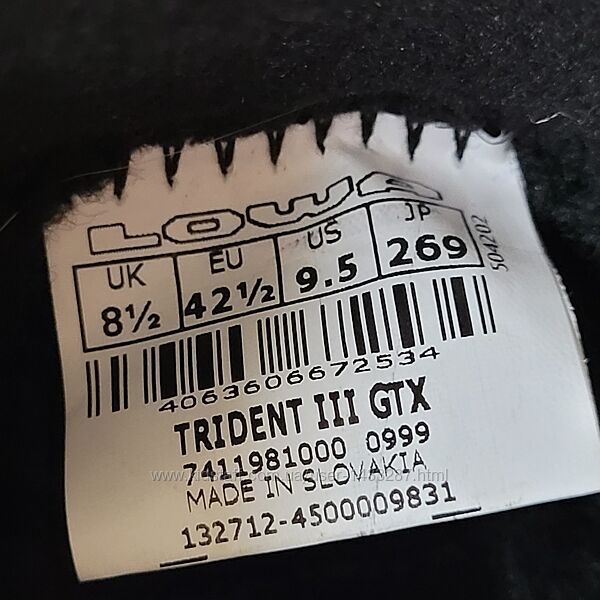 LOWA
UK EU US JP
8½ 42½ 9.5 269
504202
4063606672534
TRIDENT III GTX
7411981000 0999
MADE IN SLOVAKIA
132712-4500009831